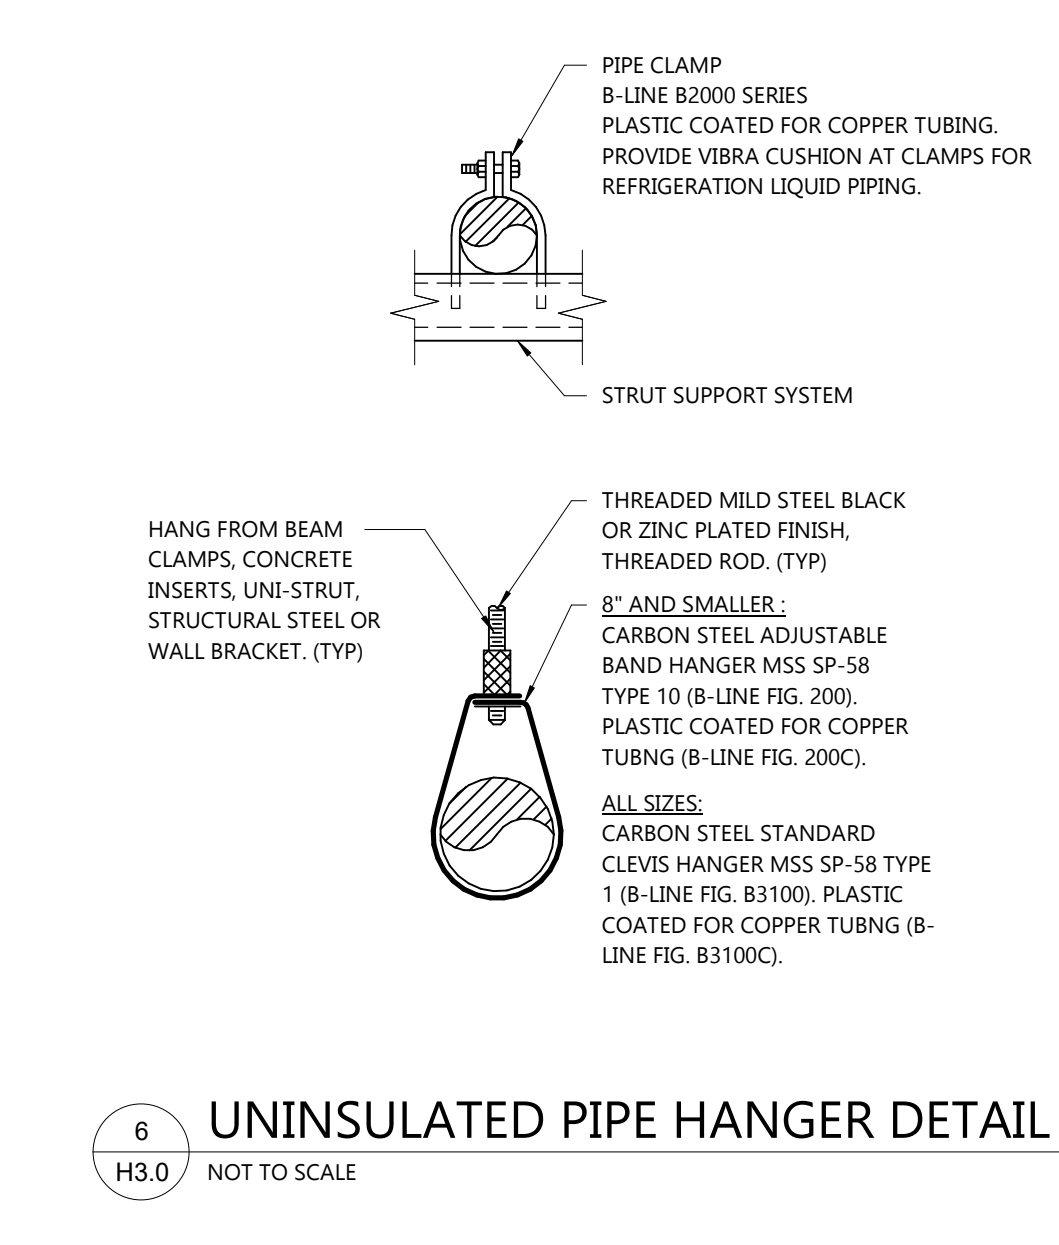 PIPE CLAMP
B-LINE B2000 SERIES
PLASTIC COATED FOR COPPER TUBING.
PROVIDE VIBRA CUSHION AT CLAMPS FOR
REFRIGERATION LIQUID PIPING.
STRUT SUPPORT SYSTEM
HANG FROM BEAM
CLAMPS, CONCRETE
INSERTS, UNI-STRUT,
STRUCTURAL STEEL OR
WALL BRACKET. (TYP)
THREADED MILD STEEL BLACK
OR ZINC PLATED FINISH,
THREADED ROD. (TYP)
8" AND SMALLER :
CARBON STEEL ADJUSTABLE
BAND HANGER MSS SP-58
TYPE 10 (B-LINE FIG. 200).
PLASTIC COATED FOR COPPER
TUBNG (B-LINE FIG. 200C).
ALL SIZES:
CARBON STEEL STANDARD
CLEVIS HANGER MSS SP-58 TYPE
1 (B-LINE FIG. B3100). PLASTIC
COATED FOR COPPER TUBNG (B-
LINE FIG. B3100C).
6
H3.0
UNINSULATED PIPE HANGER DETAIL
NOT TO SCALE